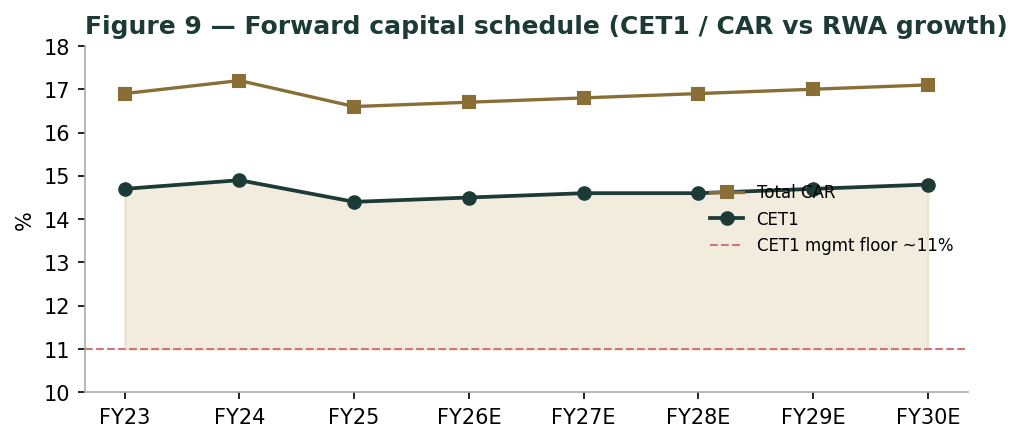 Figure 9 — Forward capital schedule (CET1 / CAR vs RWA growth)
18
17
16
15
14
13
12
11
10
%
Total CAR
CET1
CET1 mgmt floor ~11%
FY23 FY24 FY25 FY26E FY27E FY28E FY29E FY30E